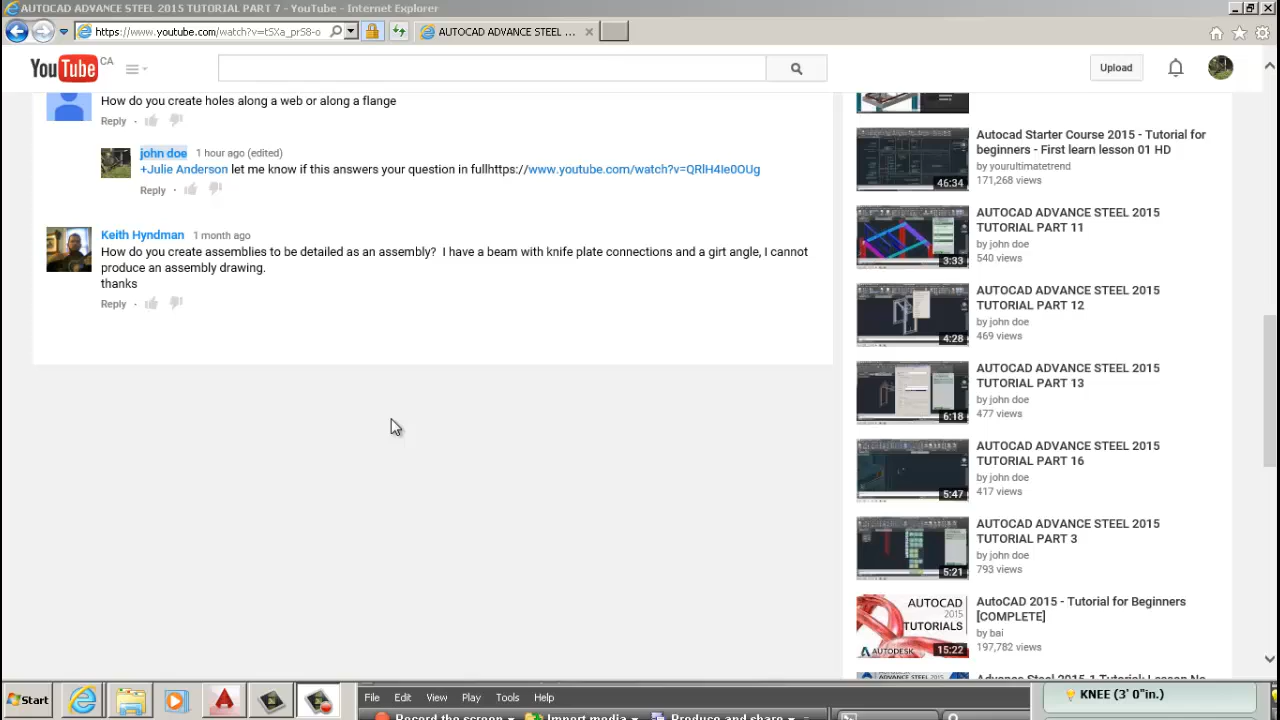 AUTOCAD ADVANCE STEEL 2015 TUTORIAL PART 7 - YouTube - Internet Explorer
https://www.youtube.com/watch?v=t5Xa_prS8-o
AUTOCAD ADVANCE STEEL ...
YouTube CA
Upload
How do you create holes along a web or along a flange
Reply
john doe 1 hour ago (edited)
+Julie Anderson let me know if this answers your question in fullhttps://www.youtube.com/watch?v=QRlH4Ie0OUg
Reply
Keith Hyndman 1 month ago
How do you create assemblies to be detailed as an assembly? I have a beam with knife plate connections and a girt angle, I cannot
produce an assembly drawing.
thanks
Reply
46:34
Autocad Starter Course 2015 - Tutorial for
beginners - First learn lesson 01 HD
by yourultimatetrend
171,268 views
3:33
AUTOCAD ADVANCE STEEL 2015
TUTORIAL PART 11
by john doe
540 views
4:28
AUTOCAD ADVANCE STEEL 2015
TUTORIAL PART 12
by john doe
469 views
6:18
AUTOCAD ADVANCE STEEL 2015
TUTORIAL PART 13
by john doe
477 views
5:47
AUTOCAD ADVANCE STEEL 2015
TUTORIAL PART 16
by john doe
417 views
5:21
AUTOCAD ADVANCE STEEL 2015
TUTORIAL PART 3
by john doe
793 views
AUTOCAD
2015
TUTORIALS
AUTODESK
15:22
AutoCAD 2015 - Tutorial for Beginners
[COMPLETE]
by bai
197,782 views
Advance Steel 2015.1 Tutorial: Lesson No
Start
File Edit View Play Tools Help
Record the screen
Import media
Produce and share
KNEE (3' 0"in.)